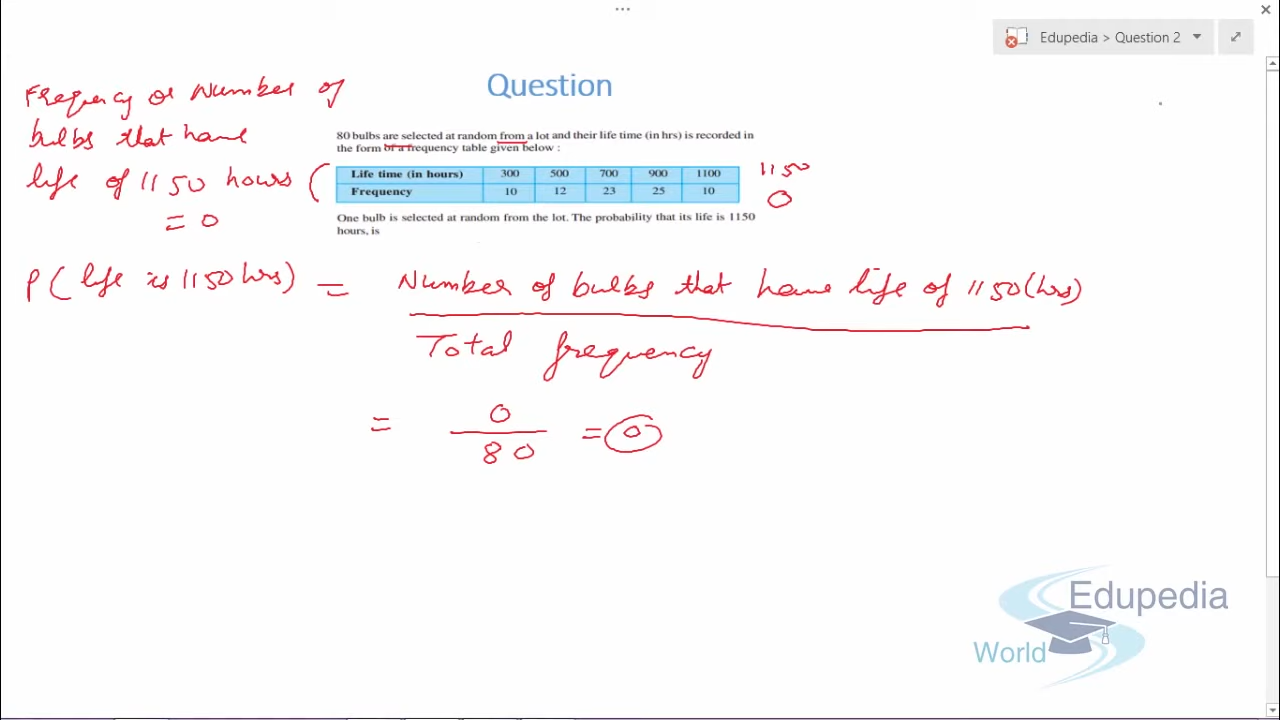 ...
Edupedia > Question 2
Question
80 bulbs are selected at random from a lot and their life time (in hrs) is recorded in
the form of a frequency table given below :
Life time (in hours) 300 500 700 900 1100 1150
Frequency 10 12 23 25 10 0
One bulb is selected at random from the lot. The probability that its life is 1150
hours, is
Frequency or Number of
bulbs that have
life of 1150 hours (
= 0
P( life is 1150 hrs) = Number of bulbs that have life of 1150(hrs)
Total frequency
= 0
80
= 0
Edupedia
World